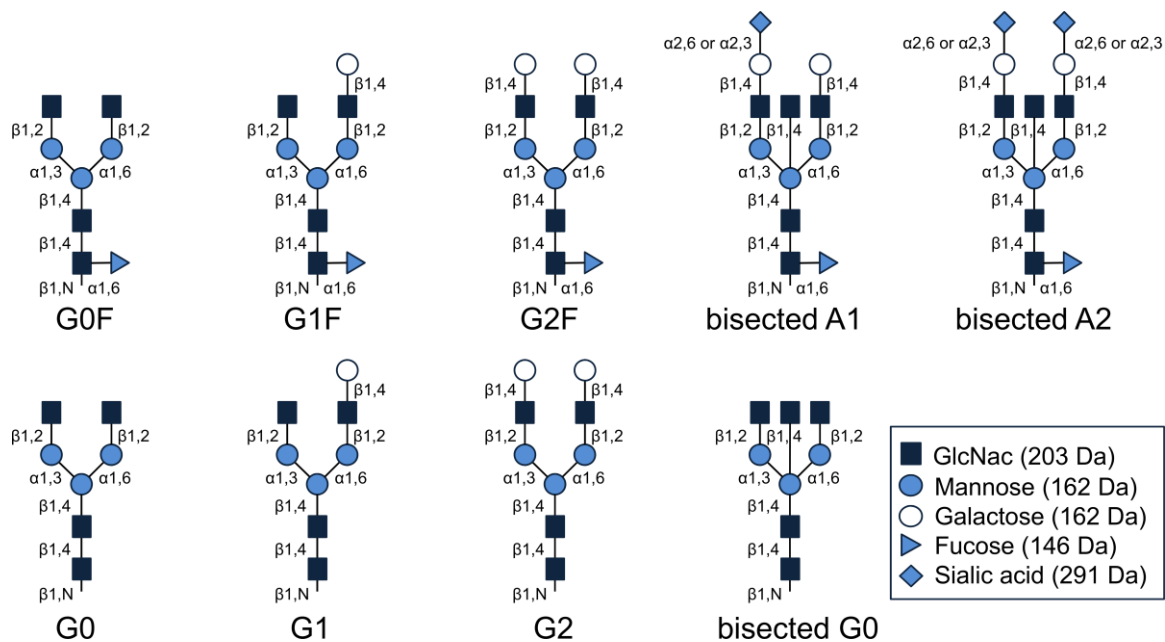 α2,6 or α2,3
α2,6 or α2,3 α2,6 or α2,3
β1,4
β1,4 β1,4
β1,4 β1,4
β1,4 β1,4
β1,2 β1,2
β1,2
β1,2
β1,2 β1,4 β1,2
β1,2 β1,4 β1,2
α1,3 α1,6
α1,3 α1,6
α1,3 α1,6
α1,3 α1,6
α1,3 α1,6
β1,4
β1,4
β1,4
β1,4
β1,4
β1,4
β1,4
β1,4
β1,4
β1,4
β1,N α1,6
β1,N α1,6
β1,N α1,6
β1,N α1,6
β1,N α1,6
G0F G1F G2F bisected A1 bisected A2
β1,4
β1,4 β1,4
β1,2 β1,2
β1,2
β1,2 β1,2
β1,2 β1,4 β1,2
α1,3 α1,6
α1,3 α1,6
α1,3 α1,6
α1,3 α1,6
β1,4
β1,4
β1,4
β1,4
β1,4
β1,4
β1,4
β1,4
β1,N
β1,N
β1,N
β1,N
G0 G1 G2 bisected G0
GlcNac (203 Da)
Mannose (162 Da)
Galactose (162 Da)
Fucose (146 Da)
Sialic acid (291 Da)